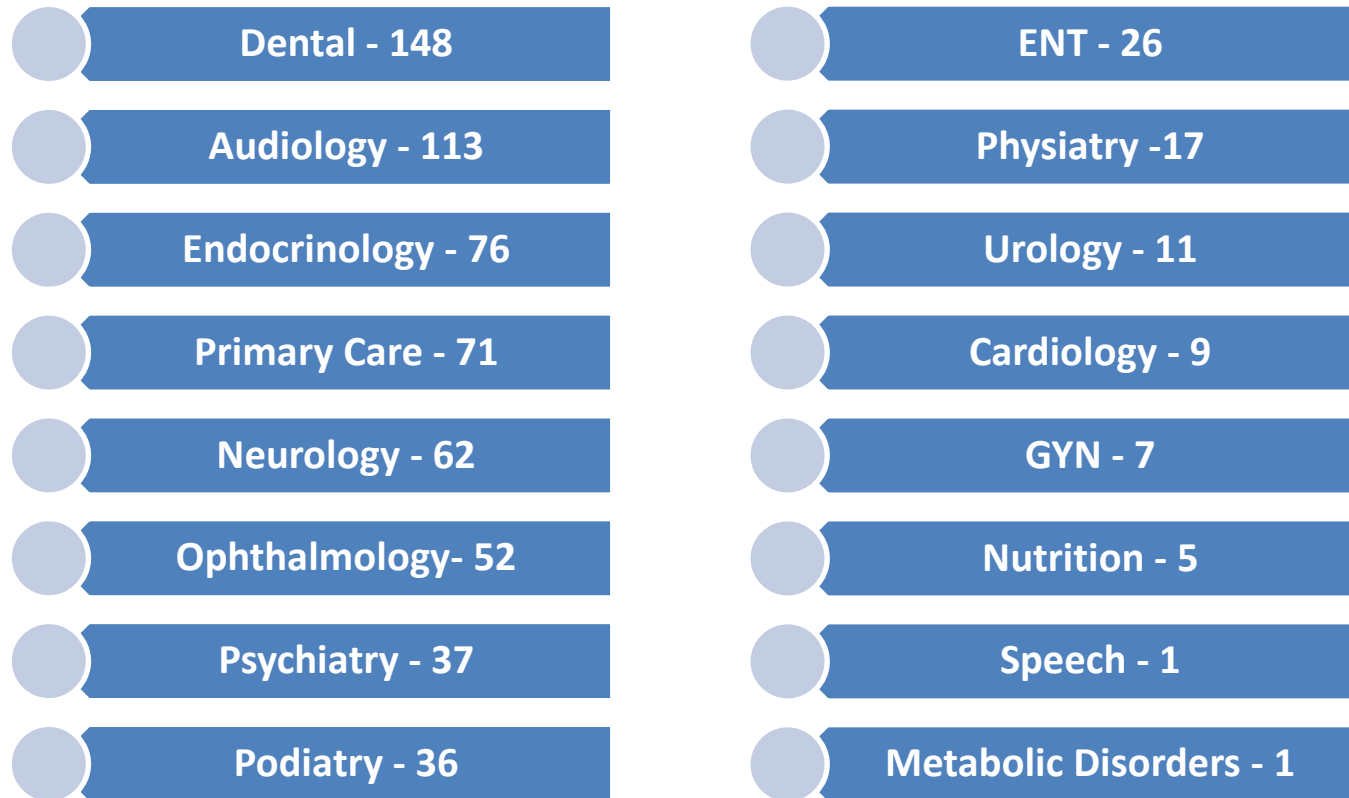 Dental - 148
Audiology - 113
Endocrinology - 76
Primary Care - 71
Neurology - 62
Ophthalmology- 52
Psychiatry - 37
Podiatry - 36
ENT - 26
Physiatry -17
Urology - 11
Cardiology - 9
GYN - 7
Nutrition - 5
Speech - 1
Metabolic Disorders - 1